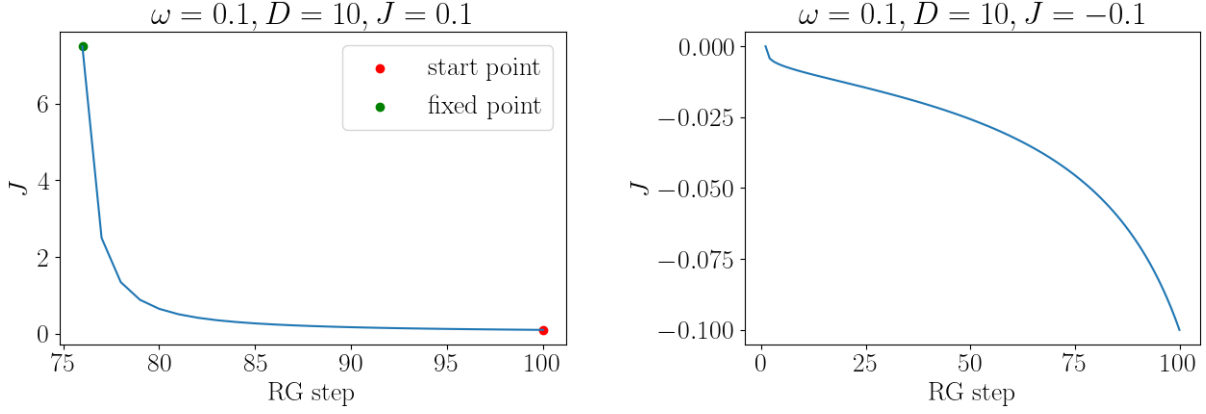 ω = 0.1, D = 10, J = 0.1
6
4
2
0
J
start point
fixed point
75
80
85
90
95
100
RG step
ω = 0.1, D = 10, J = −0.1
0.000
−0.025
−0.050
−0.075
−0.100
J
0
25
50
75
100
RG step